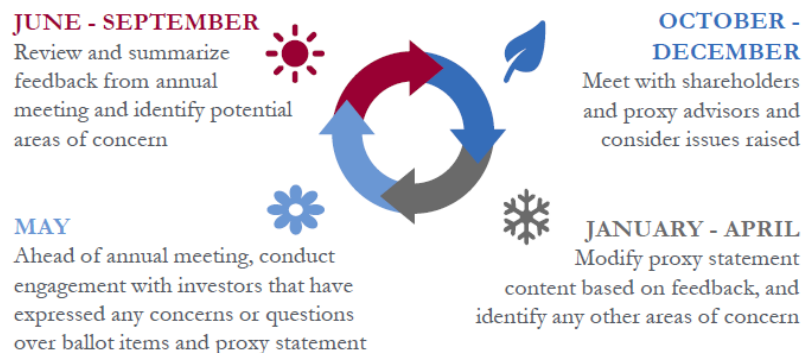 JUNE - SEPTEMBER
Review and summarize
feedback from annual
meeting and identify potential
areas of concern
OCTOBER -
DECEMBER
Meet with shareholders
and proxy advisors and
consider issues raised
MAY
Ahead of annual meeting, conduct
engagement with investors that have
expressed any concerns or questions
over ballot items and proxy statement
JANUARY - APRIL
Modify proxy statement
content based on feedback, and
identify any other areas of concern